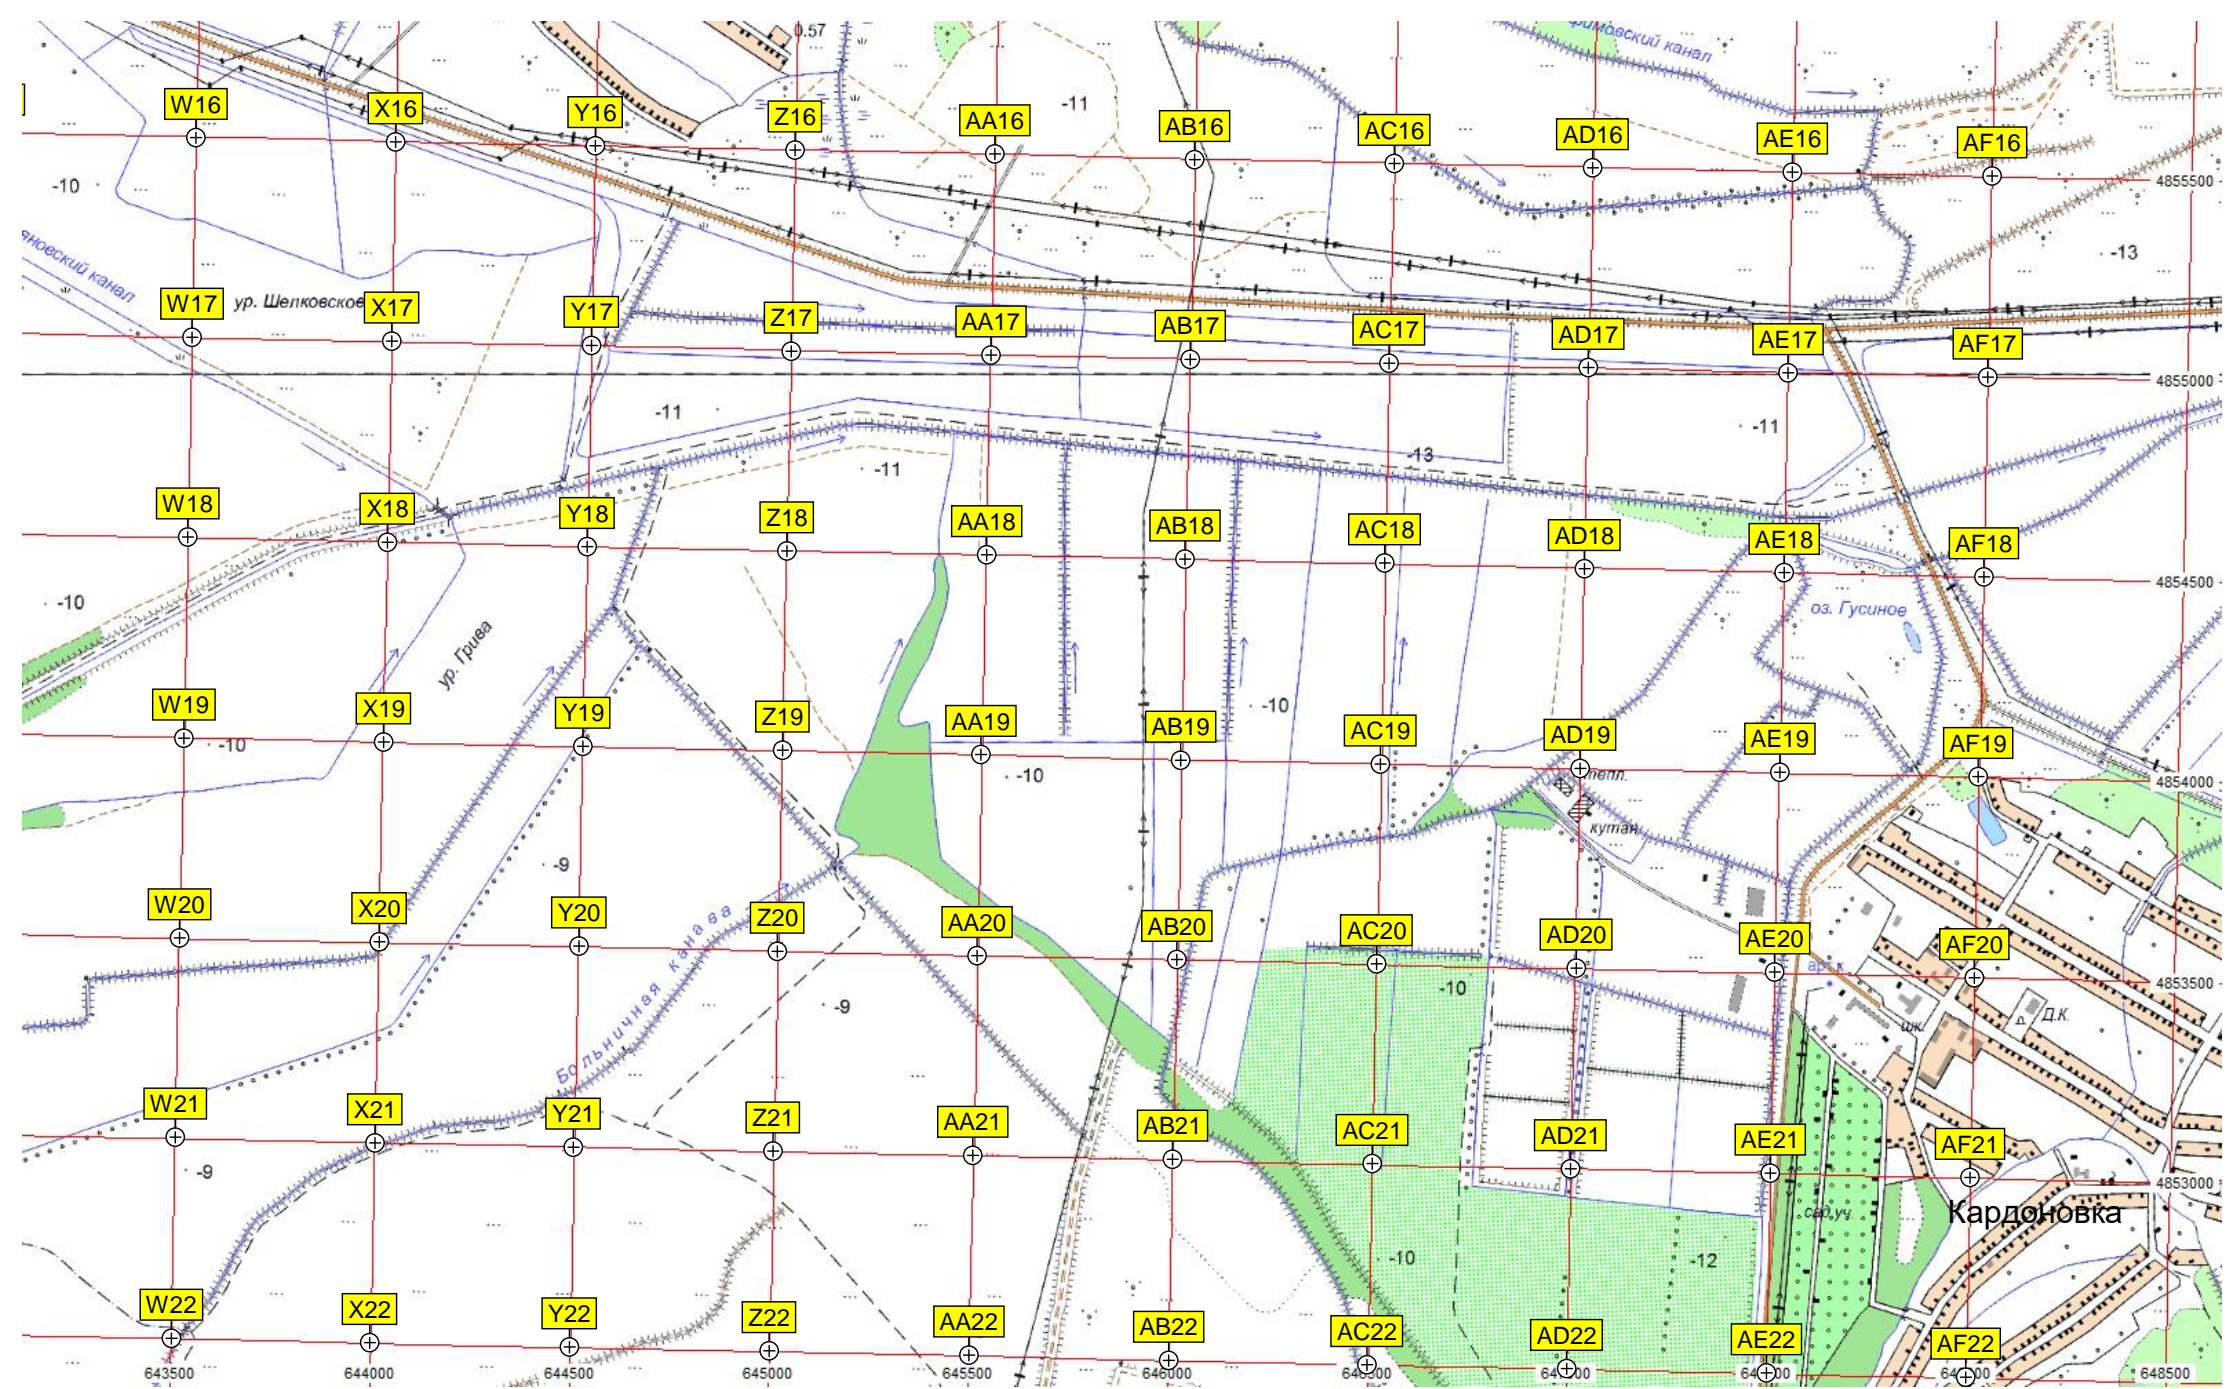 0.57
фимовский канал
W16 X16 Y16 Z16 AA16 -11 AB16 AC16 AD16 AE16 AF16
-10
4855500
-13
яновский канал
W17 ур. Шелковское X17 Y17 Z17 AA17 AB17 AC17 AD17 AE17 AF17
4855000
-11
-11
-11
-13
W18 X18 Y18 Z18 AA18 AB18 AC18 AD18 AE18 AF18
4854500
-10
оз. Гусиное
ур. Грива
W19 X19 Y19 Z19 AA19 AB19 -10 AC19 AD19 AE19 AF19
-10
-10
тепл.
4854000
кутан
-9
W20 X20 Y20 Z20 AA20 AB20 AC20 AD20 AE20 AF20
Больничная канава
-9
-10
4853500
шк.
Д.К.
W21 X21 Y21 Z21 AA21 AB21 AC21 AD21 AE21 AF21
-9
4853000
сад.уч.
Кардоновка
-10
-12
W22 X22 Y22 Z22 AA22 AB22 AC22 AD22 AE22 AF22
643500 644000 644500 645000 645500 646000 648500